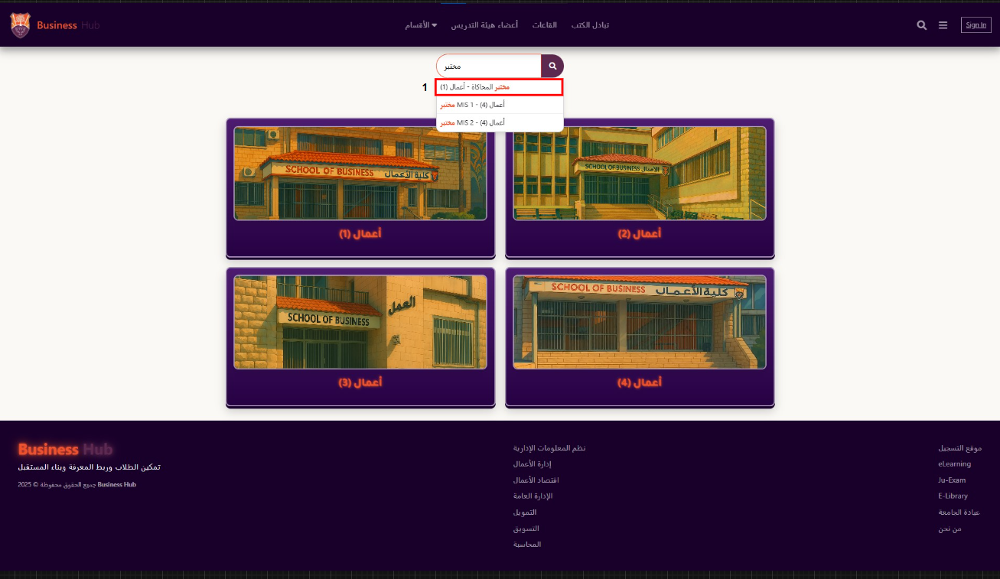 Business Hub
الأقسام
أعضاء هيئة التدريس
القاعات
تبادل الكتب
Sign In
مختبر
1
مختبر المحاكاة - أعمال (1)
مختبر MIS 1 - أعمال (4)
مختبر MIS 2 - أعمال (4)
SCHOOL OF BUSINESS كلية الأعمال
أعمال (1)
SCHOOL OF BUSINESS الأعمال
أعمال (2)
SCHOOL OF BUSINESS
العمل
أعمال (3)
SCHOOL OF BUSINESS كلية الأعمال
أعمال (4)
Business Hub
تمكين الطلاب وربط المعرفة وبناء المستقبل
جميع الحقوق محفوظة © 2025 Business Hub
نظم المعلومات الإدارية
إدارة الأعمال
اقتصاد الأعمال
الإدارة العامة
التمويل
التسويق
المحاسبة
موقع التسجيل
eLearning
Ju-Exam
E-Library
عيادة الجامعة
من نحن